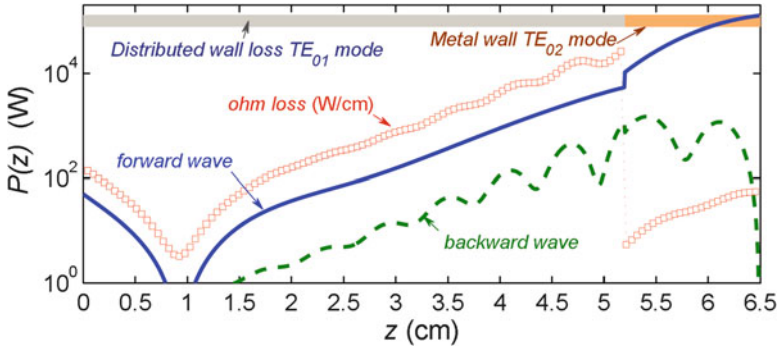 Distributed wall loss TE01 mode
Metal wall TE02 mode
ohm loss (W/cm)
forward wave
backward wave
P(z) (W)
10^4
10^2
10^0
0 0.5 1 1.5 2 2.5 3 3.5 4 4.5 5 5.5 6 6.5
z (cm)